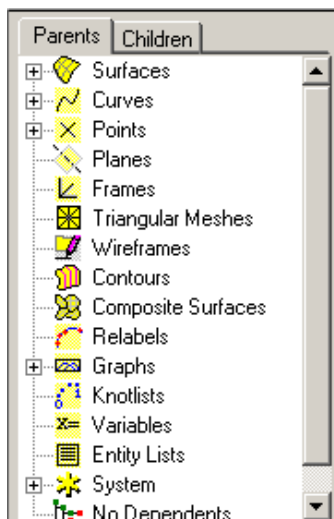 Parents Children
Surfaces
Curves
Points
Planes
Frames
Triangular Meshes
Wireframes
Contours
Composite Surfaces
Relabels
Graphs
Knotlists
x= Variables
Entity Lists
System
No Dependents